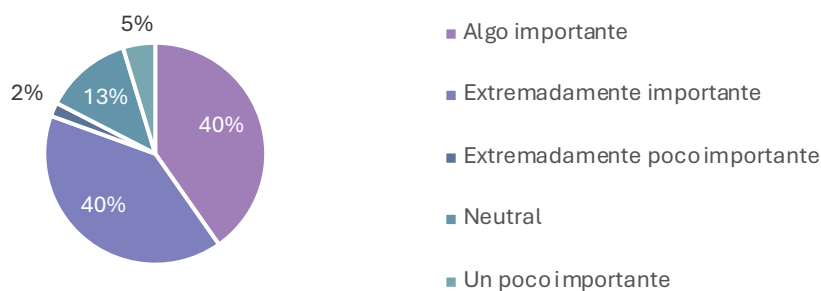 5%
Algo importante
2%
13%
40%
Extremadamente importante
40%
Extremadamente poco importante
Neutral
Un poco importante